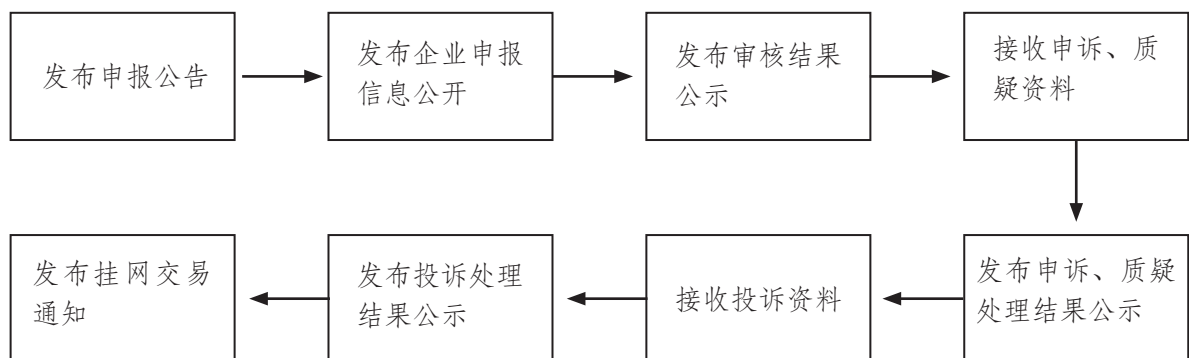 发布申报公告
发布企业申报
信息公开
发布审核结果
公示
接收申诉、质
疑资料
发布申诉、质疑
处理结果公示
接收投诉资料
发布投诉处理
结果公示
发布挂网交易
通知